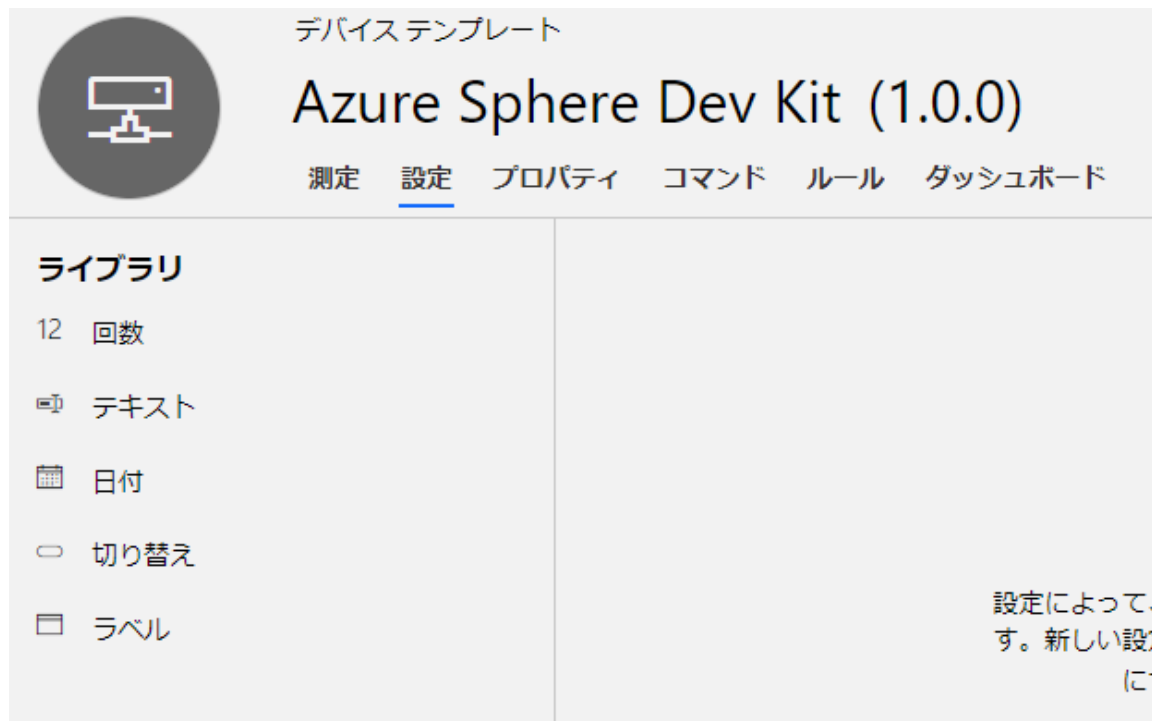 デバイス テンプレート
Azure Sphere Dev Kit (1.0.0)
測定 設定 プロパティ コマンド ルール ダッシュボード
ライブラリ
12 回数
テキスト
日付
切り替え
ラベル
設定によって、
す。新しい設定
に